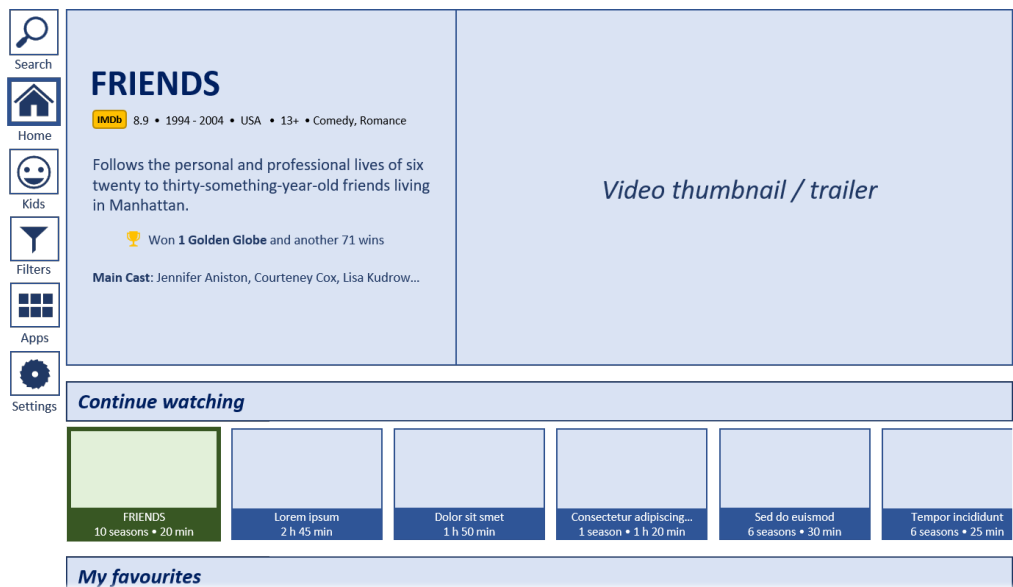 Search
Home
Kids
Filters
Apps
Settings
FRIENDS
IMDb 8.9 • 1994 - 2004 • USA • 13+ • Comedy, Romance
Follows the personal and professional lives of six
twenty to thirty-something-year-old friends living
in Manhattan.
Won 1 Golden Globe and another 71 wins
Main Cast: Jennifer Aniston, Courteney Cox, Lisa Kudrow...
Video thumbnail / trailer
Continue watching
FRIENDS
10 seasons • 20 min
Lorem ipsum
2 h 45 min
Dolor sit smet
1 h 50 min
Consectetur adipiscing...
1 season • 1 h 20 min
Sed do euismod
6 seasons • 30 min
Tempor incididunt
6 seasons • 25 min
My favourites